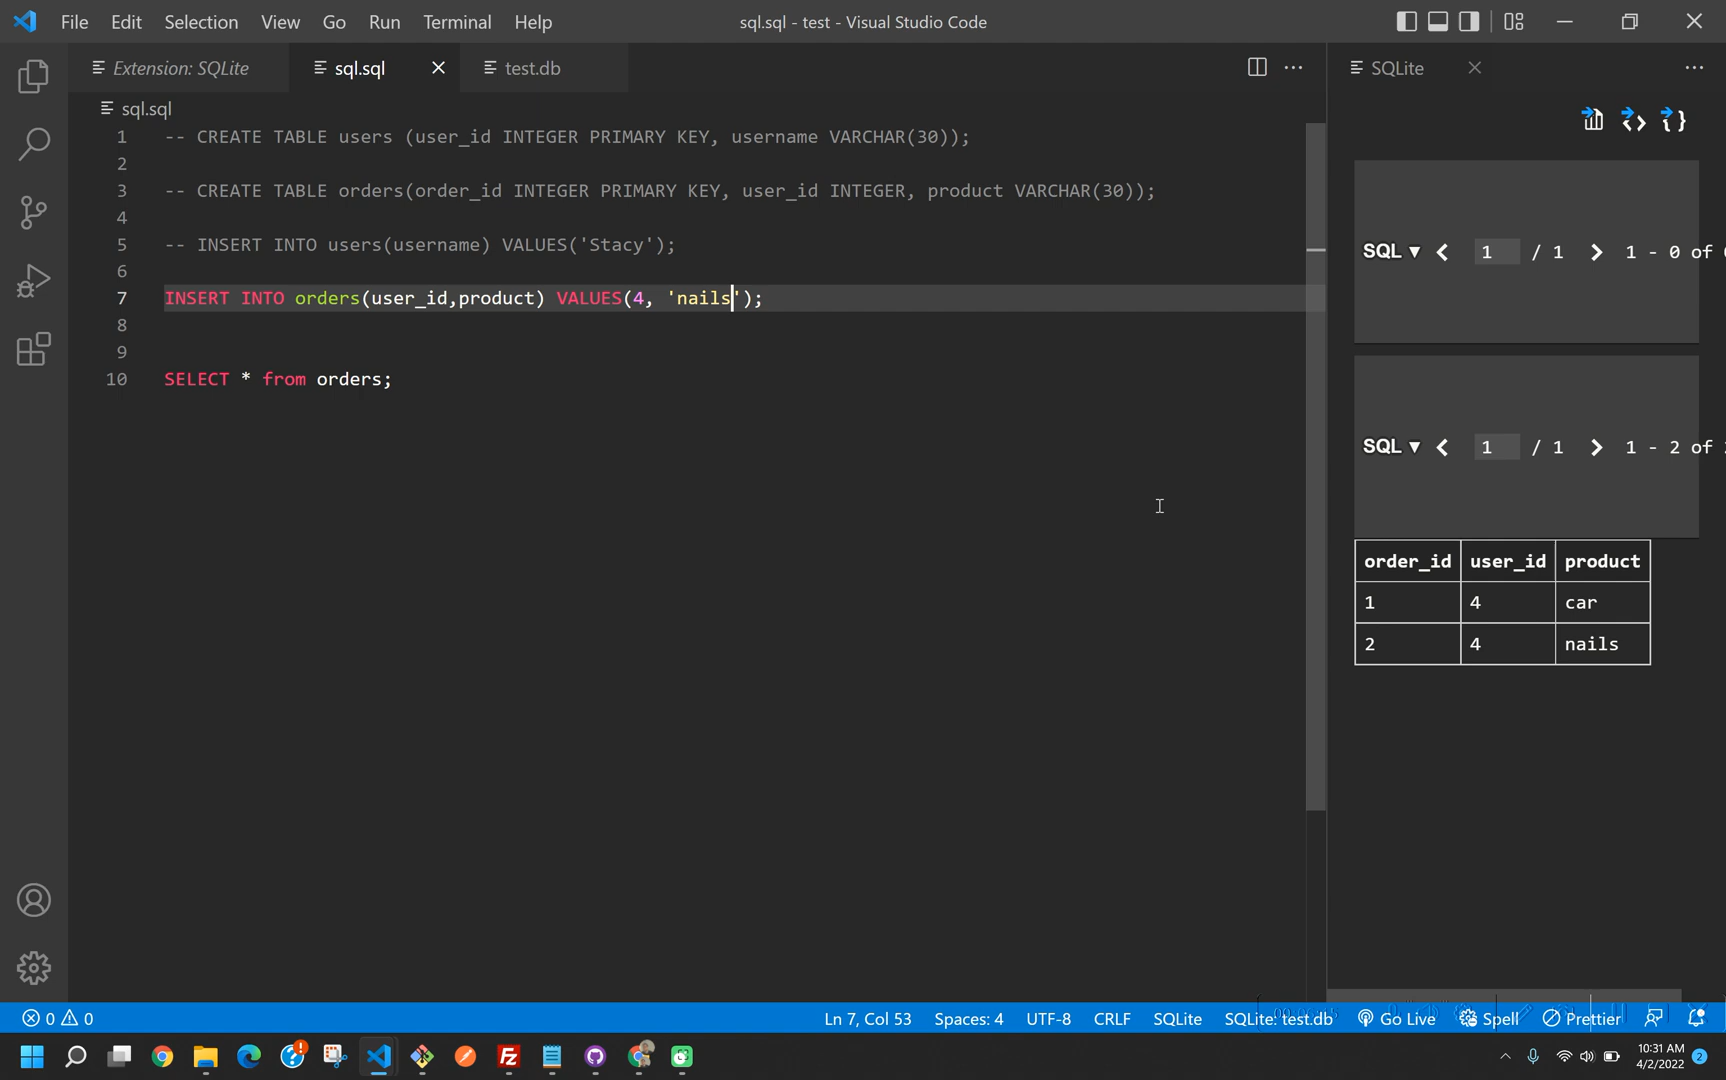 File Edit Selection View Go Run Terminal Help
sql.sql - test - Visual Studio Code
Extension: SQLite
sql.sql
test.db
SQLite
sql.sql
1 -- CREATE TABLE users (user_id INTEGER PRIMARY KEY, username VARCHAR(30));
2
3 -- CREATE TABLE orders(order_id INTEGER PRIMARY KEY, user_id INTEGER, product VARCHAR(30));
4
5 -- INSERT INTO users(username) VALUES('Stacy');
6
7 INSERT INTO orders(user_id,product) VALUES(4, 'nails');
8
9
10 SELECT * from orders;
SQL 1 / 1 1 - 0 of
SQL 1 / 1 1 - 2 of
order_id user_id product
1 4 car
2 4 nails
0 0
Ln 7, Col 53 Spaces: 4 UTF-8 CRLF SQLite SQLite: test.db Go Live Spell Prettier
10:31 AM
4/2/2022
2